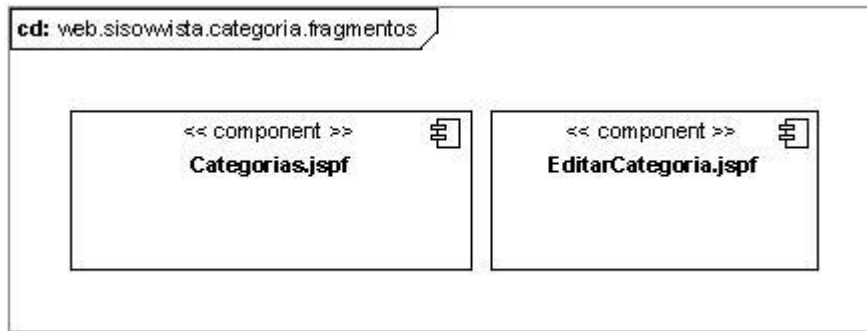 cd: web.sisowvista.categoria.fragmentos
<< component >>
Categorias.jspf
<< component >>
EditarCategoria.jspf